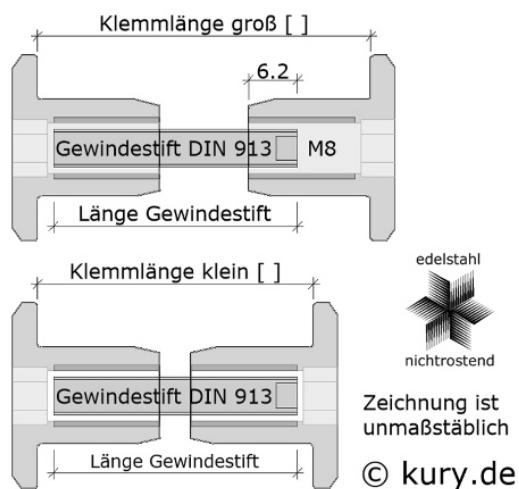 Klemmlänge groß [ ]
6.2
Gewindestift DIN 913
M8
Länge Gewindestift
Klemmlänge klein [ ]
edelstahl
nichtrostend
Gewindestift DIN 913
Zeichnung ist
unmaßstäblich
Länge Gewindestift
© kury.de